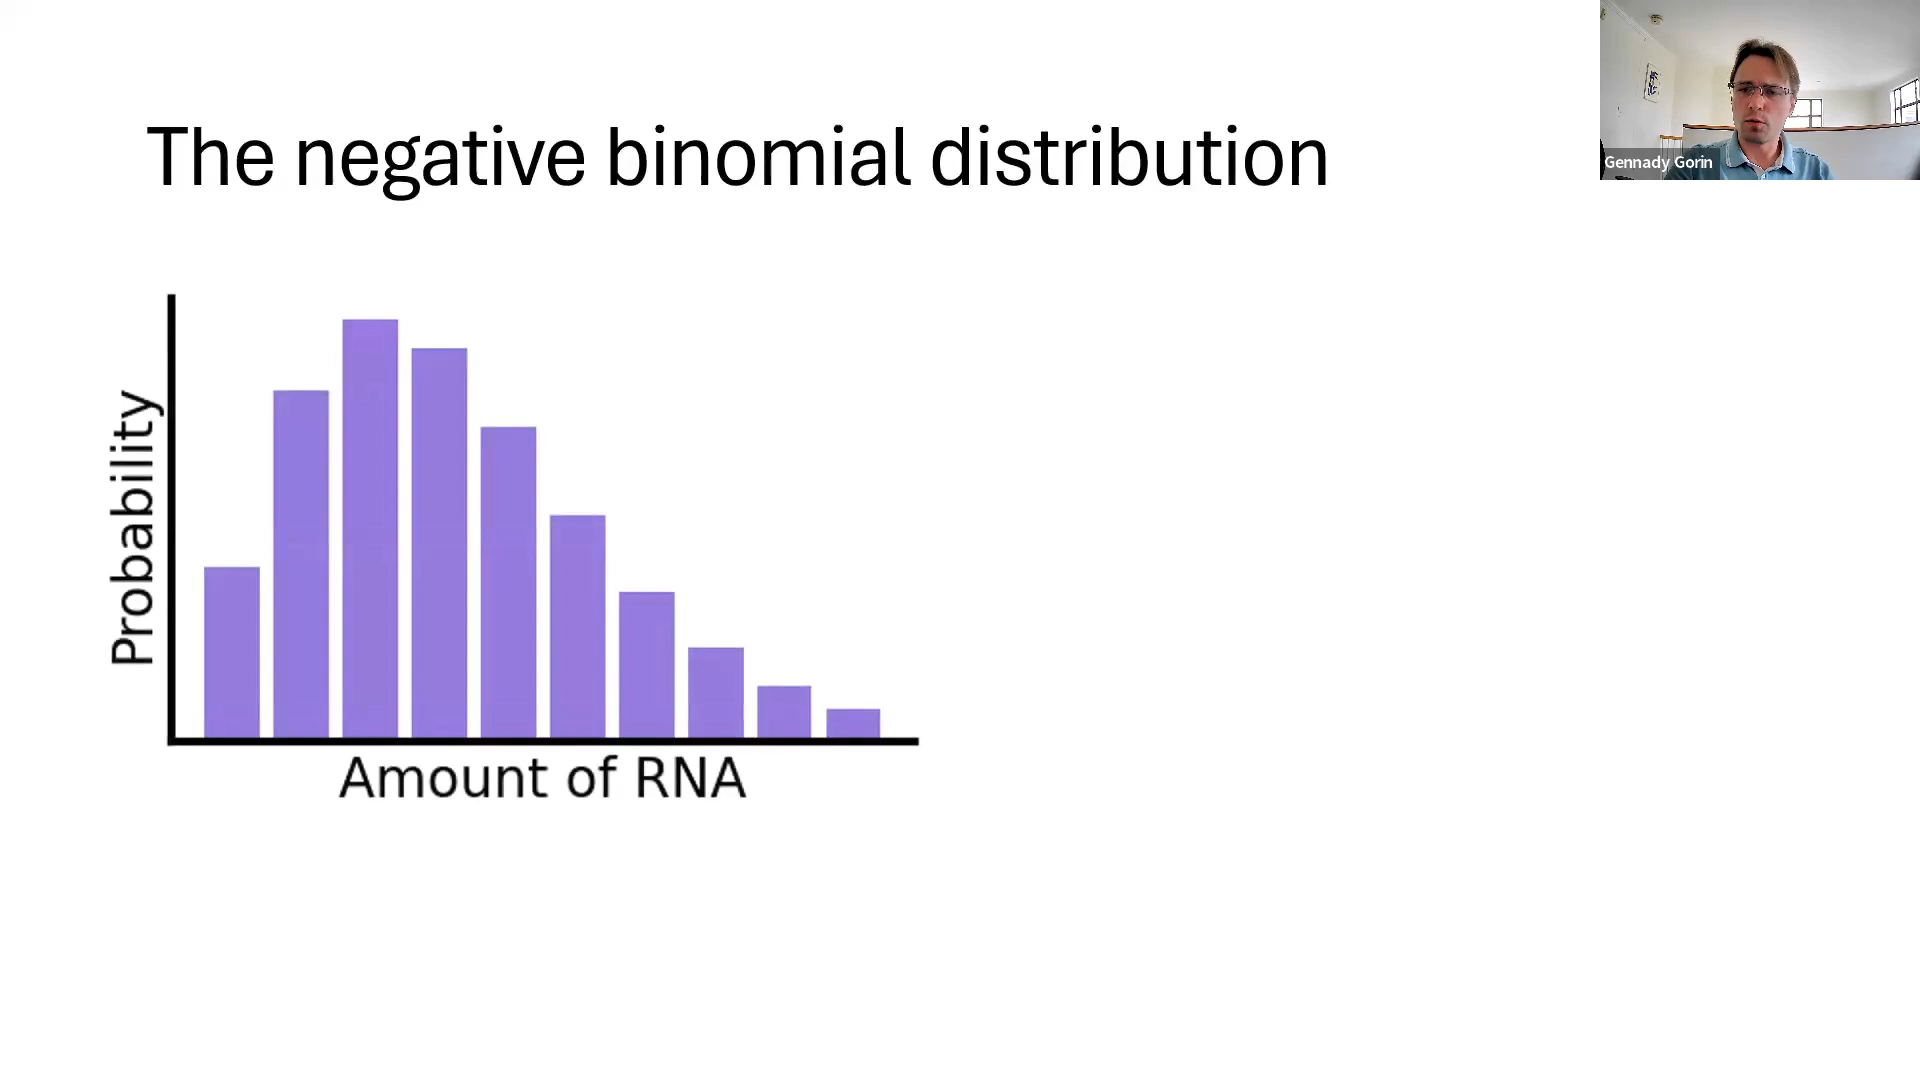 The negative binomial distribution
Gennady Gorin
Probability
Amount of RNA